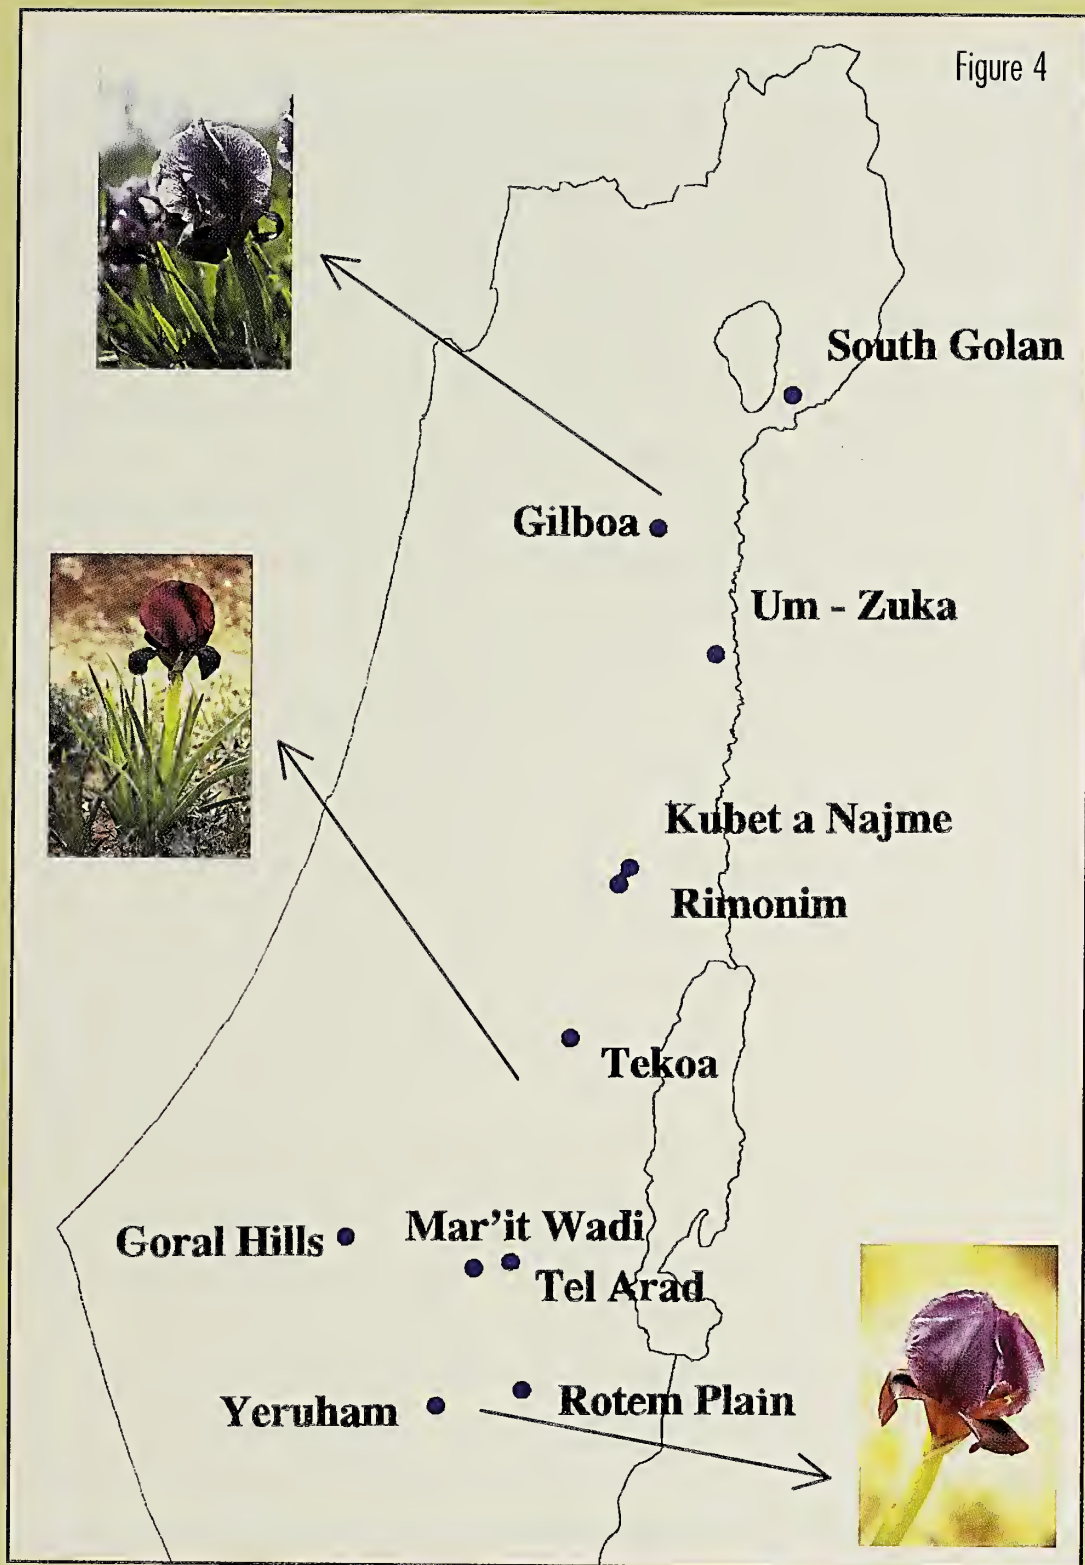 Figure 4
South Golan
Gilboa
Um - Zuka
Kubet a Najme
Rimonim
Tekoa
Goral Hills
Mar'it Wadi
Tel Arad
Yeruham
Rotem Plain